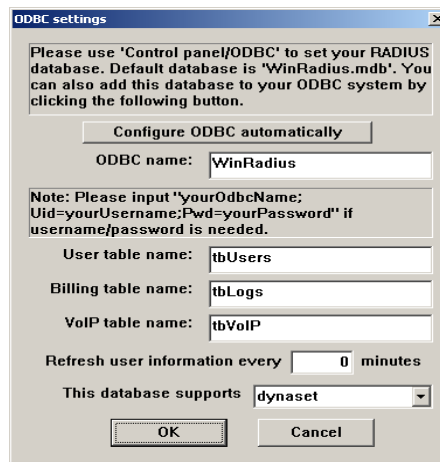 ODBC settings
Please use 'Control panel/ODBC' to set your RADIUS
database. Default database is 'WinRadius.mdb'. You
can also add this database to your ODBC system by
clicking the following button.
Configure ODBC automatically
ODBC name: WinRadius
Note: Please input "yourOdbcName;
Uid=yourUsername;Pwd=yourPassword" if
username/password is needed.
User table name: tbUsers
Billing table name: tbLogs
VoIP table name: tbVoIP
Refresh user information every 0 minutes
This database supports dynaset
OK Cancel